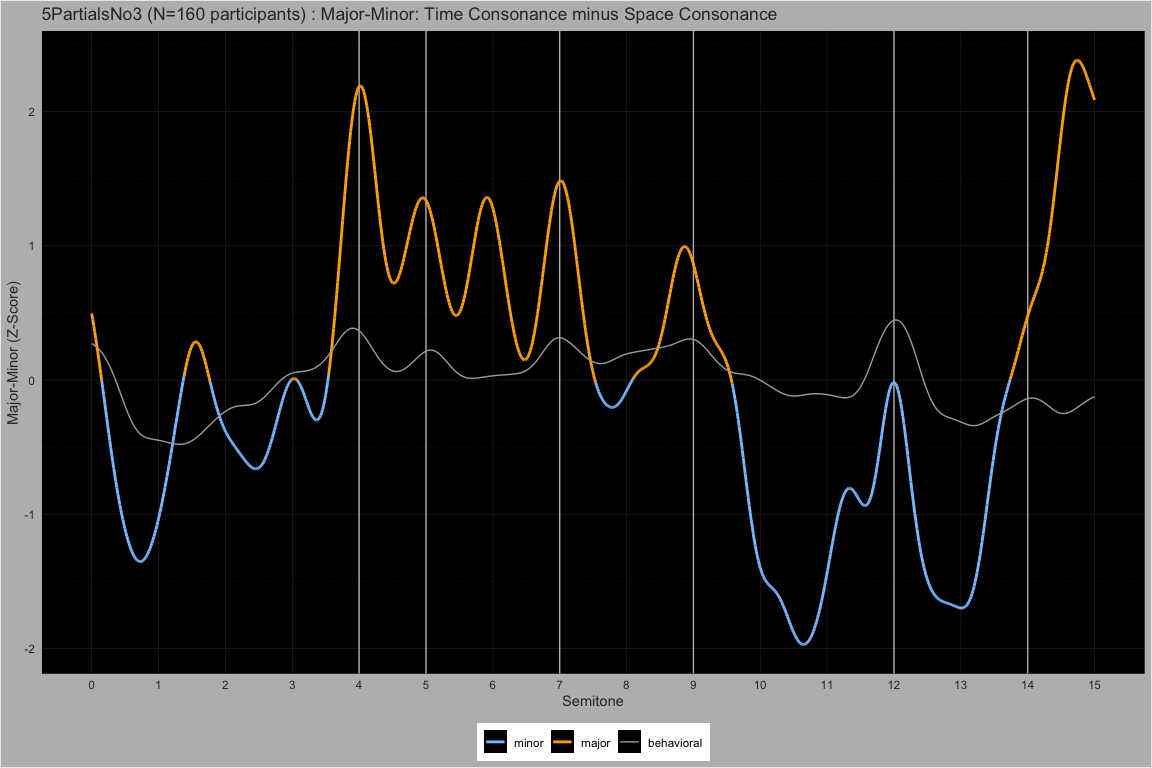 5PartialsNo3 (N=160 participants) : Major-Minor: Time Consonance minus Space Consonance
Major-Minor (Z-Score)
2
1
0
-1
-2
0 1 2 3 4 5 6 7 8 9 10 11 12 13 14 15
Semitone
minor major behavioral